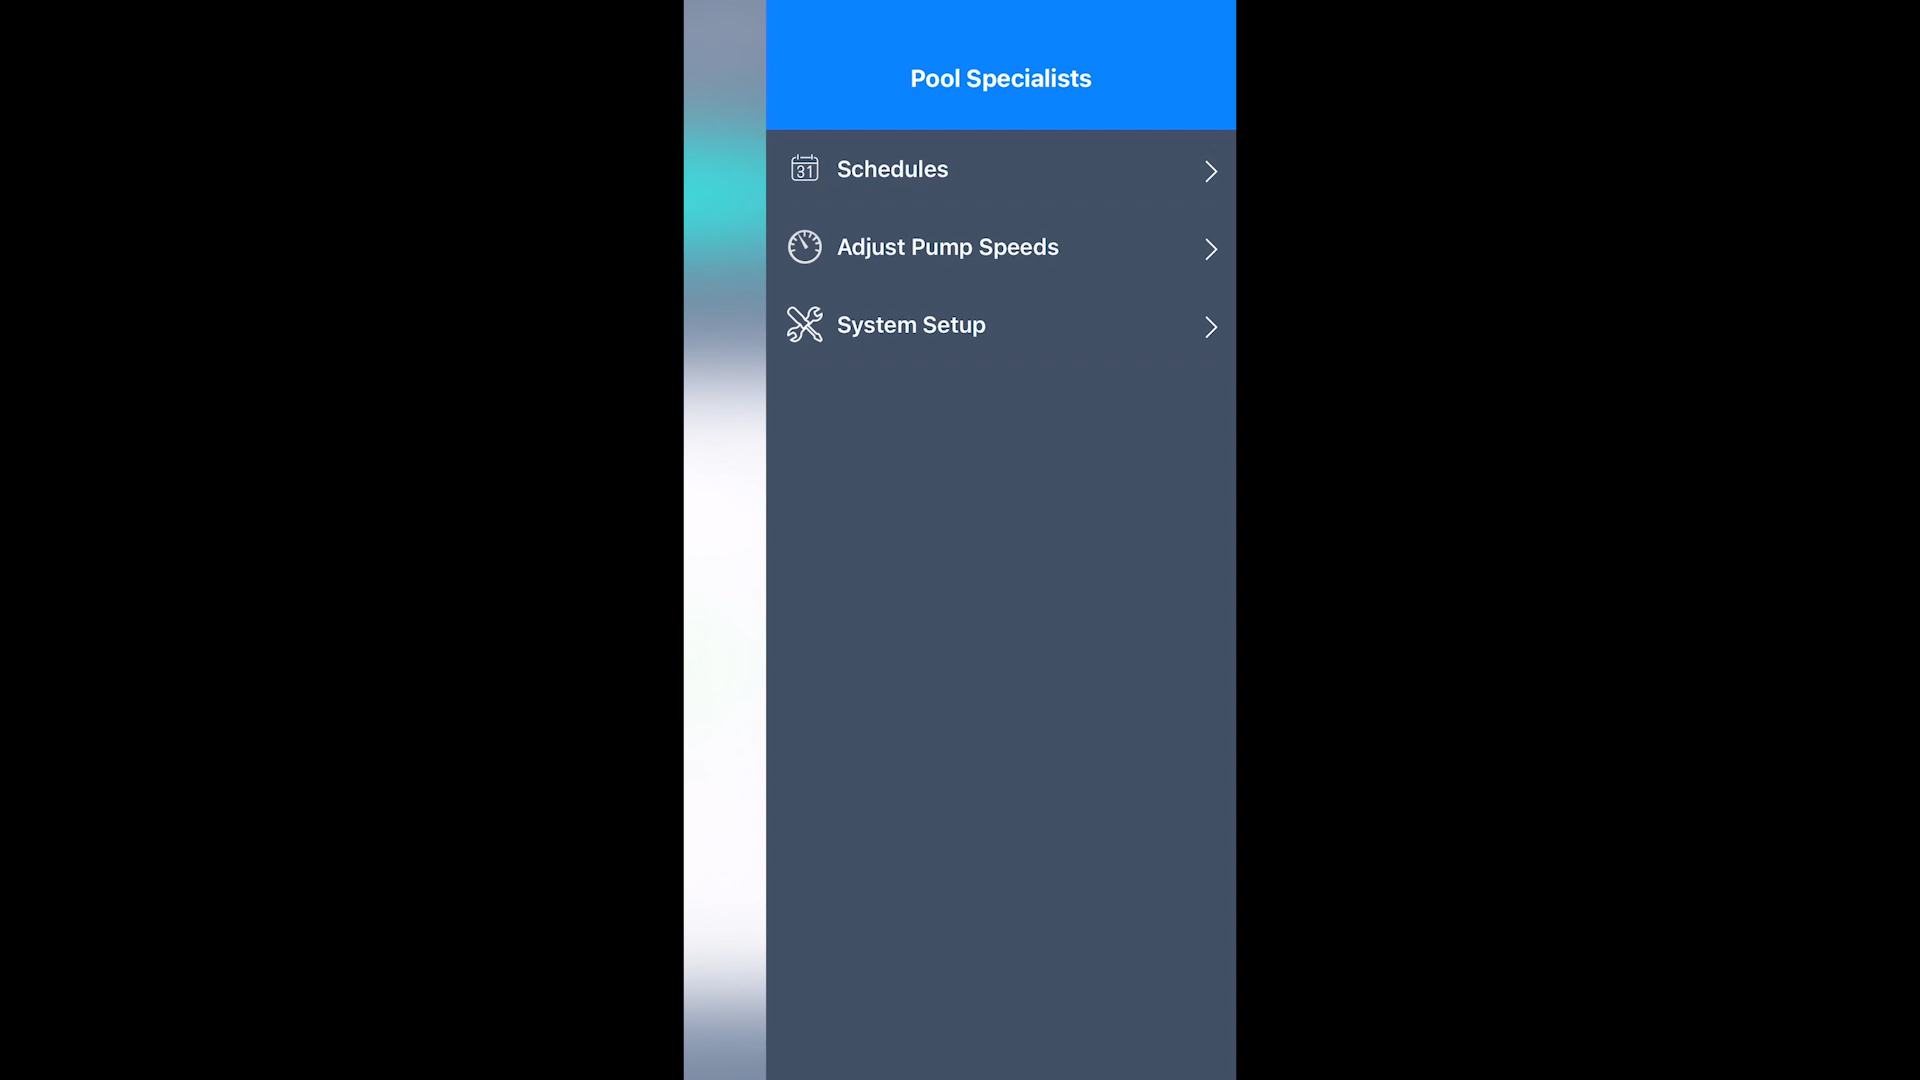 Pool Specialists
31 Schedules
Adjust Pump Speeds
System Setup